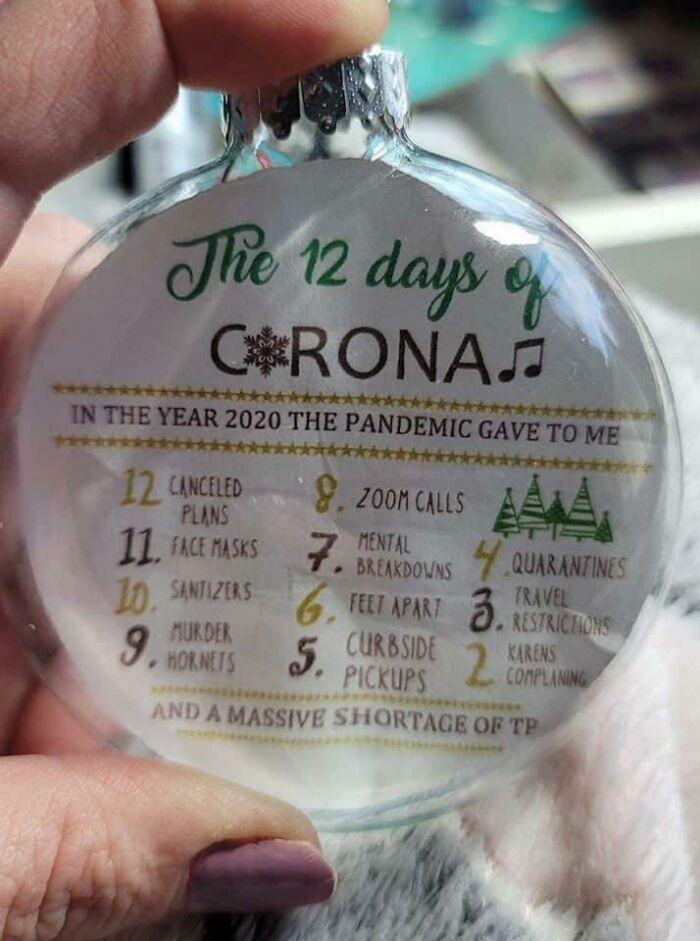 The 12 days of
CORONA
IN THE YEAR 2020 THE PANDEMIC GAVE TO ME
12 CANCELED
PLANS
11. FACE MASKS
10. SANTIZERS
9. MURDER
HORNETS
8. ZOOM CALLS
7. MENTAL
BREAKDOWNS
6. FEET APART
5. CURBSIDE
PICKUPS
4. QUARANTINES
3. TRAVEL
RESTRICTIONS
2 KARENS
COMPLANING
AND A MASSIVE SHORTAGE OF TP